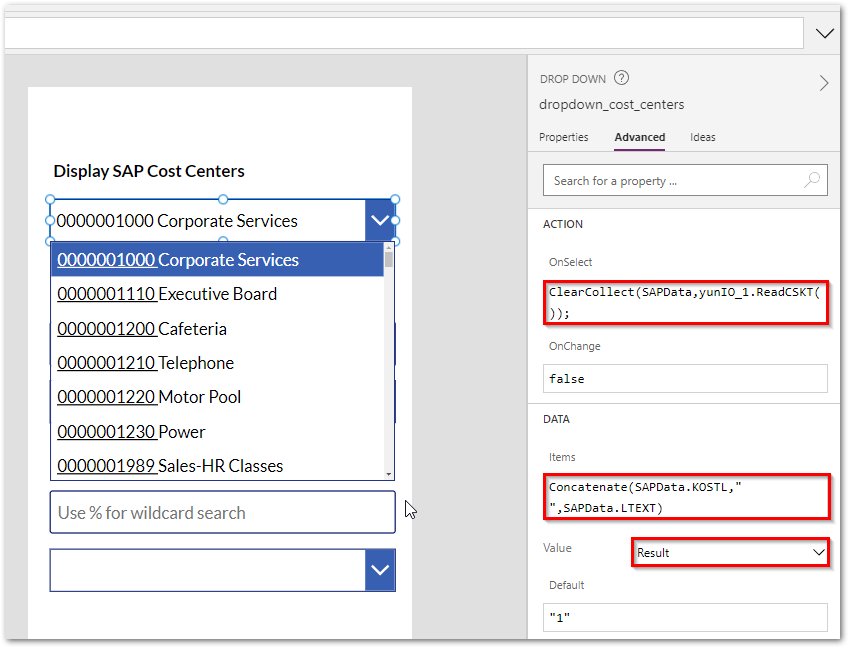 Display SAP Cost Centers
0000001000 Corporate Services
0000001000 Corporate Services
0000001110 Executive Board
0000001200 Cafeteria
0000001210 Telephone
0000001220 Motor Pool
0000001230 Power
0000001989 Sales-HR Classes
Use % for wildcard search
DROP DOWN ?
dropdown_cost_centers
Properties Advanced Ideas
Search for a property ...
ACTION
OnSelect
ClearCollect(SAPData,yunIO_1.ReadCSKT(
));
OnChange
false
DATA
Items
Concatenate(SAPData.KOSTL,"
",SAPData.LTEXT)
Value Result
Default
"1"